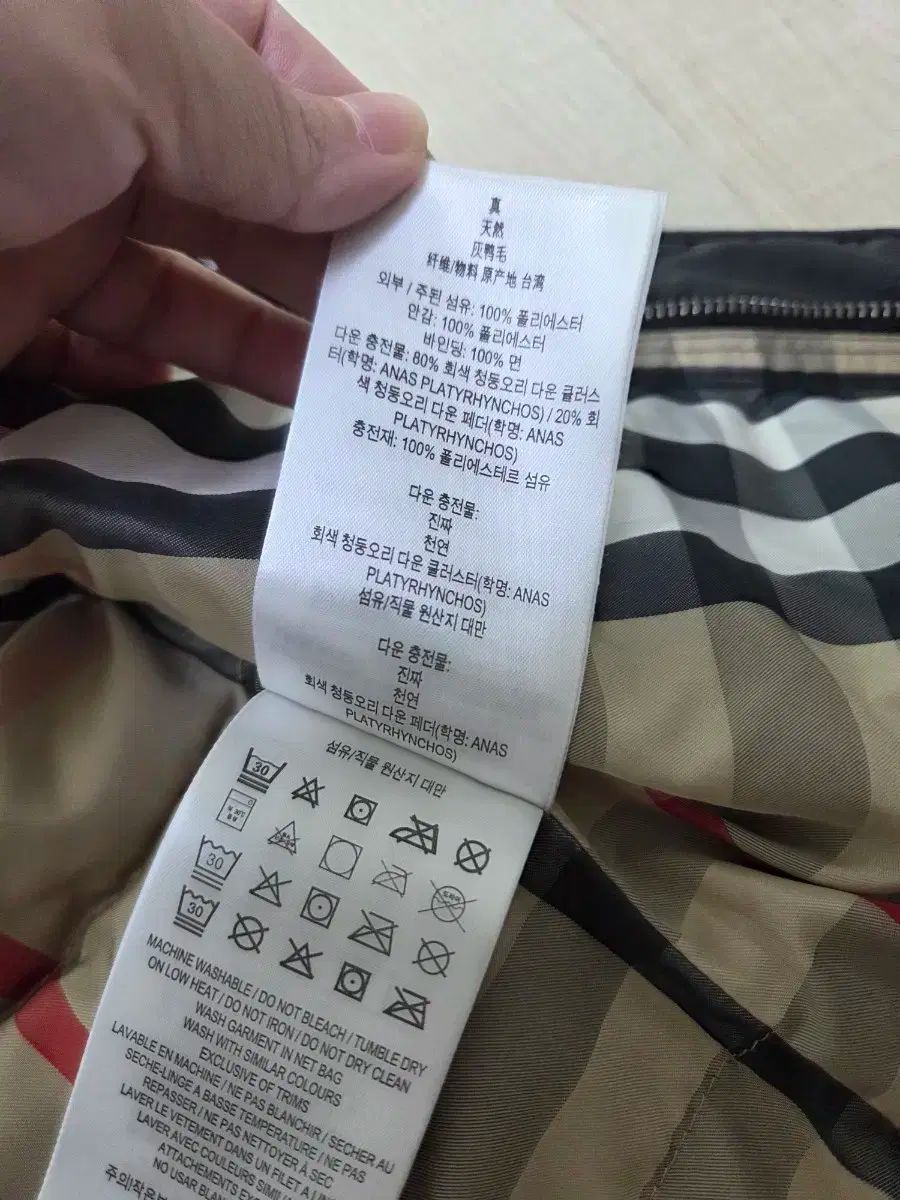 真
天然
灰鸭毛
纤维/物料 原产地 台湾
외부 / 주된 섬유: 100% 폴리에스터
안감: 100% 폴리에스터
바인딩: 100% 면
다운 충전물: 80% 회색 청둥오리 다운 클러스
터(학명: ANAS PLATYRHYNCHOS) / 20% 회
색 청둥오리 다운 페더(학명: ANAS
PLATYRHYNCHOS)
충전재: 100% 폴리에스테르 섬유
다운 충전물:
진짜
천연
회색 청둥오리 다운 클러스터(학명: ANAS
PLATYRHYNCHOS)
섬유/직물 원산지 대만
다운 충전물:
진짜
천연
회색 청둥오리 다운 페더(학명: ANAS
PLATYRHYNCHOS)
섬유/직물 원산지 대만
30
30
30
MACHINE WASHABLE / DO NOT BLEACH / TUMBLE DRY
ON LOW HEAT / DO NOT IRON / DO NOT DRY CLEAN
WASH GARMENT IN NET BAG
WASH WITH SIMILAR COLOURS
EXCLUSIVE OF TRIMS
LAVABLE EN MACHINE / NE PAS BLANCHIR / SECHER AU
SECHE-LINGE A BASSE TEMPERATURE / NE PAS
REPASSER / NE PAS NETTOYER A SEC
LAVER LE VETEMENT DANS UN FILET A
LAVER AVEC COULEURS
ATTACHEMENTS
NO USAR
주의